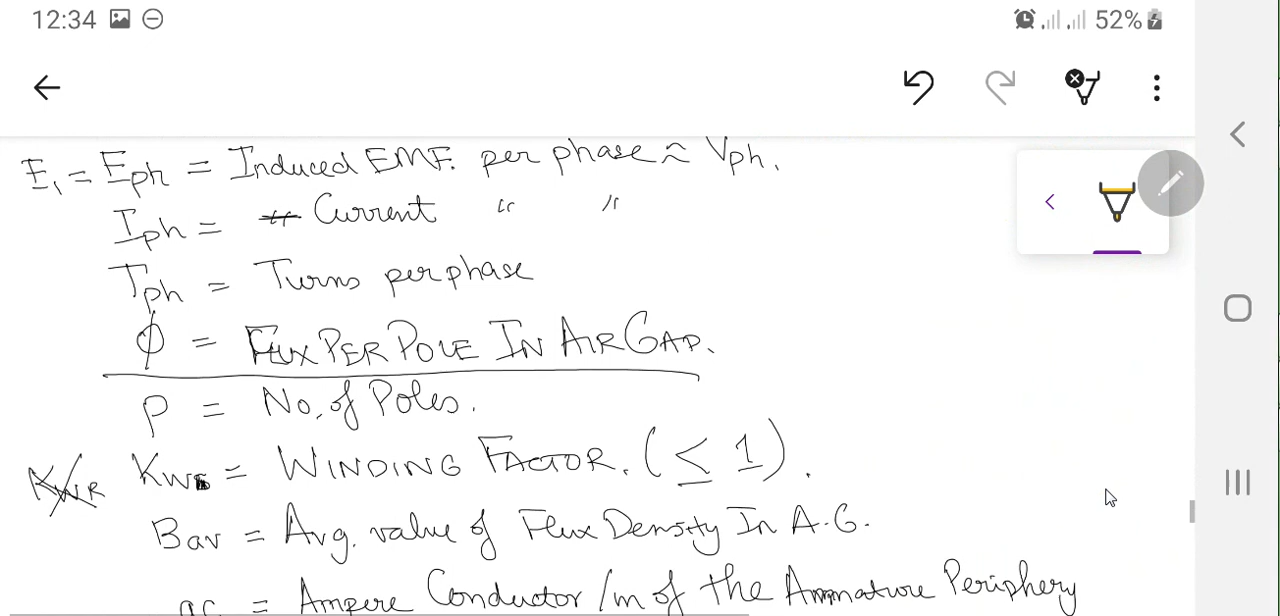 12:34 52%
E₁ = Eph = Induced EMF. per phase ≈ Vph.
Iph = Current " "
Tph = Turns per phase
ϕ = FLUX PER POLE IN AIR GAP.
P = No. of Poles.
KWR Kws = WINDING FACTOR. (≤ 1).
Bav = Avg. value of Flux Density In A.G.
ac = Ampere Conductor /m of the Armature Periphery